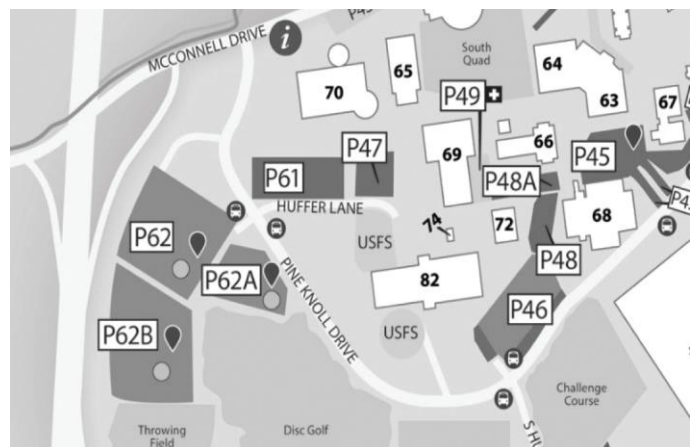 P45
MCCONNELL DRIVE
i
South
Quad
64
65
70
P49
63
67
69
66
P45
P47
P61
P48A
HUFFER LANE
68
P62
USFS
74
72
P62A
P48
82
PINE KNOLL DRIVE
P46
P62B
USFS
Challenge
Course
Throwing
Field
Disc Golf
S HU